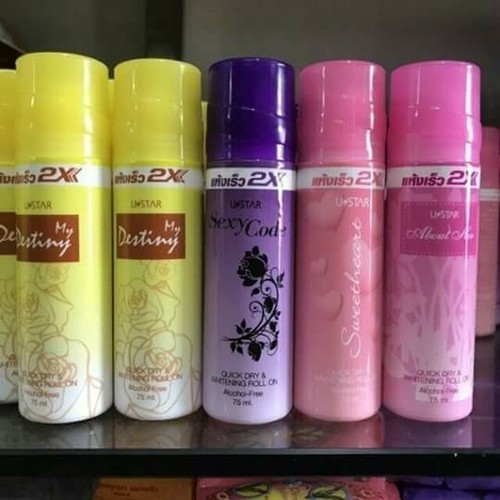 แห้งเร็ว 2X
U★STAR
My
Destiny
แห้งเร็ว 2X
U★STAR
My
Destiny
QUICK DRY &
WHITENING ROLL ON
Alcohol-Free
75 ml.
แห้งเร็ว 2X
U★STAR
Sexy Code
QUICK DRY &
WHITENING ROLL ON
Alcohol-Free
75 ml.
แห้งเร็ว 2X
U★STAR
Sweetheart
QUICK DRY &
WHITENING ROLL ON
Alcohol-Free
75 ml.
แห้งเร็ว 2X
U★STAR
About
QUICK DRY &
WHITENING ROLL ON
Alcohol-Free
75 ml.